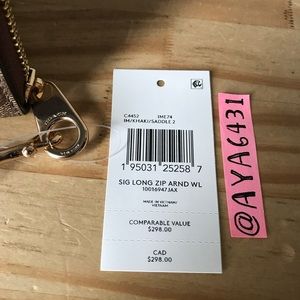 C4452 IME74
IM/KHAKI/SADDLE 2
1 95031 25258 7
SIG LONG ZIP ARND WL
10016947JAX
MADE IN VIETNAM/
VIETNAM
COMPARABLE VALUE
$298.00
CAD
$298.00
@AYA6431